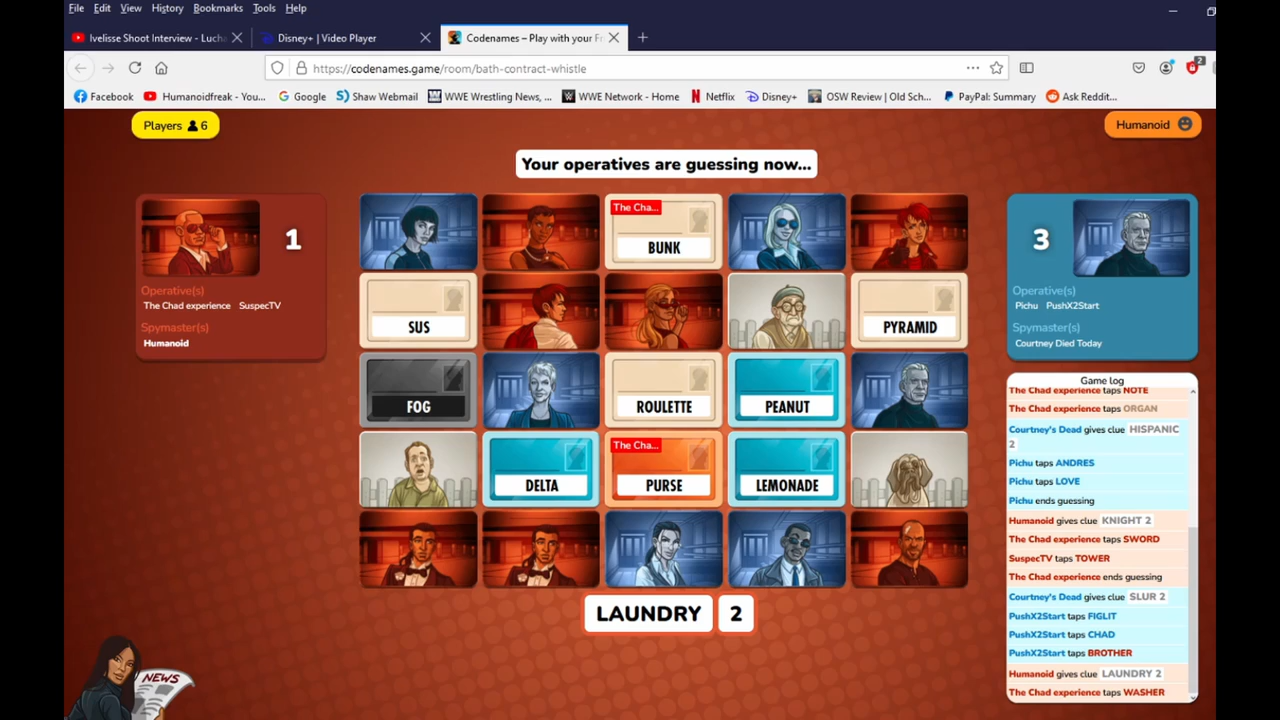 File Edit View History Bookmarks Tools Help
Ivelisse Shoot Interview - Lucha
Disney+ | Video Player
Codenames – Play with your Fr
https://codenames.game/room/bath-contract-whistle
2
Facebook
Humanoidfreak - You...
Google
Shaw Webmail
WWE Wrestling News, ...
WWE Network - Home
Netflix
Disney+
OSW Review | Old Sch...
PayPal: Summary
Ask Reddit...
Players 6
Humanoid
Your operatives are guessing now...
1
Operative(s)
The Chad experience SuspecTV
Spymaster(s)
Humanoid
The Cha...
BUNK
SUS
PYRAMID
FOG
ROULETTE
PEANUT
DELTA
The Cha...
PURSE
LEMONADE
LAUNDRY 2
NEWS
3
Operative(s)
Pichu PushX2Start
Spymaster(s)
Courtney Died Today
Game log
The Chad experience taps NOTE
The Chad experience taps ORGAN
Courtney's Dead gives clue HISPANIC
2
Pichu taps ANDRES
Pichu taps LOVE
Pichu ends guessing
Humanoid gives clue KNIGHT 2
The Chad experience taps SWORD
SuspecTV taps TOWER
The Chad experience ends guessing
Courtney's Dead gives clue SLUR 2
PushX2Start taps FIGLIT
PushX2Start taps CHAD
PushX2Start taps BROTHER
Humanoid gives clue LAUNDRY 2
The Chad experience taps WASHER